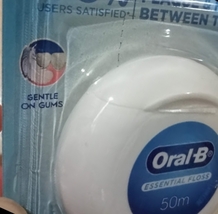 USERS SATISFIED
BETWEEN
GENTLE
ON GUMS
Oral-B
ESSENTIAL FLOSS
50m